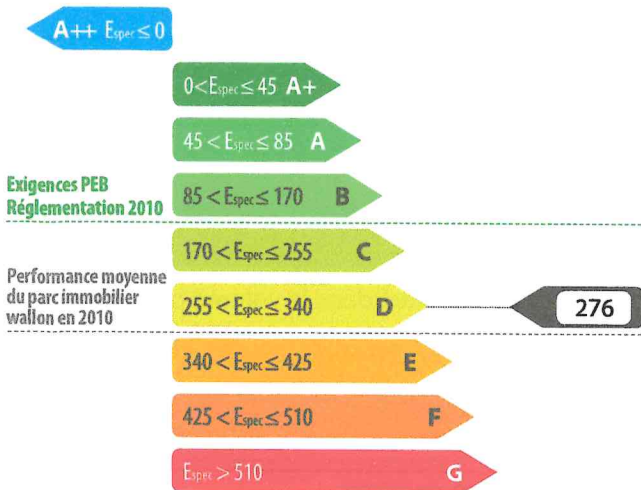 A++ Espec ≤ 0
0 < Espec ≤ 45 A+
45 < Espec ≤ 85 A
Exigences PEB
Réglementation 2010
85 < Espec ≤ 170 B
170 < Espec ≤ 255 C
Performance moyenne
du parc immobilier
wallon en 2010
255 < Espec ≤ 340 D
276
340 < Espec ≤ 425 E
425 < Espec ≤ 510 F
Espec > 510 G